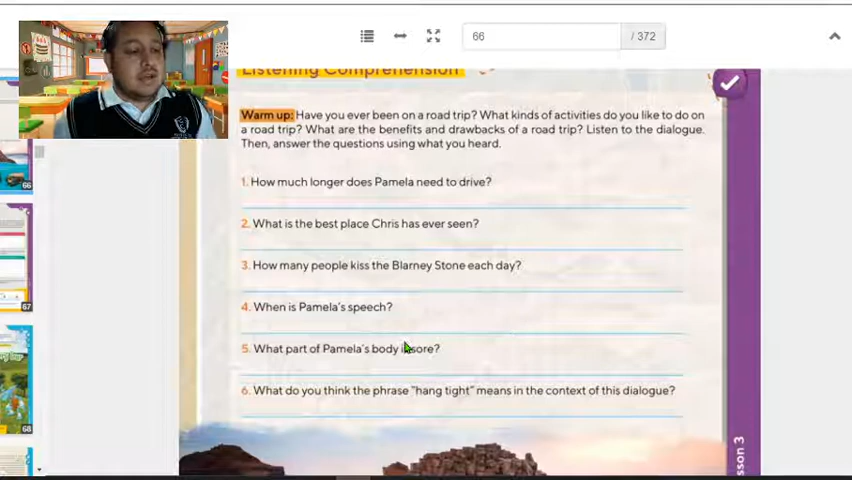 66
/ 372
Listening Comprehension
Warm up: Have you ever been on a road trip? What kinds of activities do you like to do on
a road trip? What are the benefits and drawbacks of a road trip? Listen to the dialogue.
Then, answer the questions using what you heard.
1. How much longer does Pamela need to drive?
2. What is the best place Chris has ever seen?
3. How many people kiss the Blarney Stone each day?
4. When is Pamela's speech?
5. What part of Pamela's body is sore?
6. What do you think the phrase "hang tight" means in the context of this dialogue?
66
67
68
sson 3